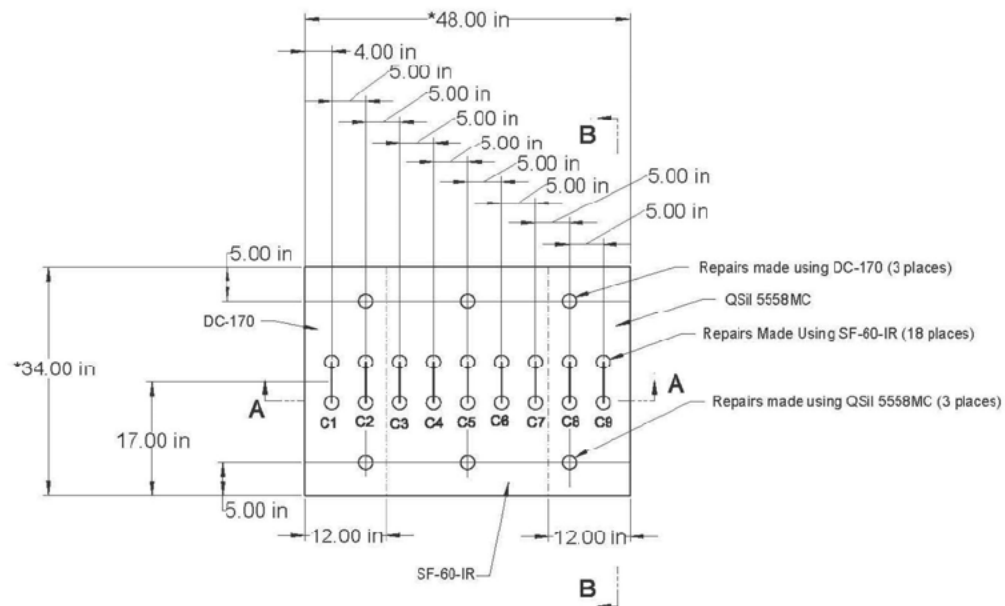 *48.00 in
4.00 in
5.00 in
5.00 in
5.00 in
5.00 in
5.00 in
5.00 in
5.00 in
5.00 in
B
5.00 in
Repairs made using DC-170 (3 places)
QSil 5558MC
DC-170
Repairs Made Using SF-60-IR (18 places)
*34.00 in
A
A
C1 C2 C3 C4 C5 C6 C7 C8 C9
Repairs made using QSil 5558MC (3 places)
17.00 in
5.00 in
12.00 in
12.00 in
SF-60-IR
B